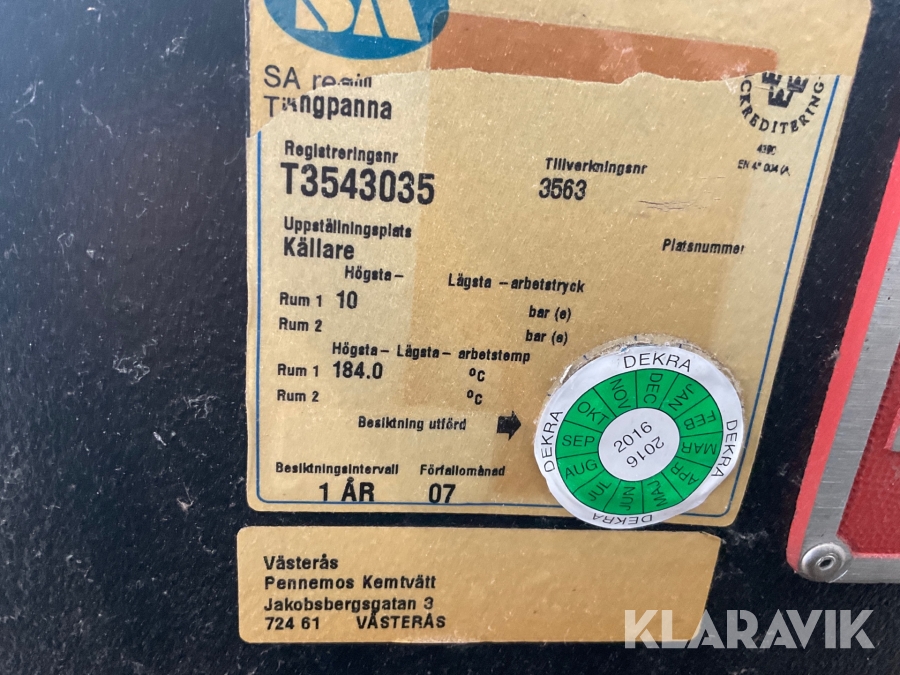 SA
SA
Tungpanna
CKREDITERING
Registreringsnr
T3543035
Tillverkningsnr
3563
Uppställningsplats
Källare
Platsnummer
Högsta- Lägsta -arbetstryck
Rum 1 10 bar (e)
Rum 2 bar (e)
Högsta- Lägsta- arbetstemp
Rum 1 184.0 °C
Rum 2 °C
Besiktning utförd
Besiktningsintervall Förfallomånad
1 ÅR 07
DEKRA
DEKRA
DEKRA
DEKRA
JAN
FEB
MAR
APR
MAJ
JUN
JUL
AUG
SEP
OKT
NOV
DEC
2016
2016
Västerås
Pennemos Kemtvätt
Jakobsbergsgatan 3
724 61 VÄSTERÅS
KLARAVIK